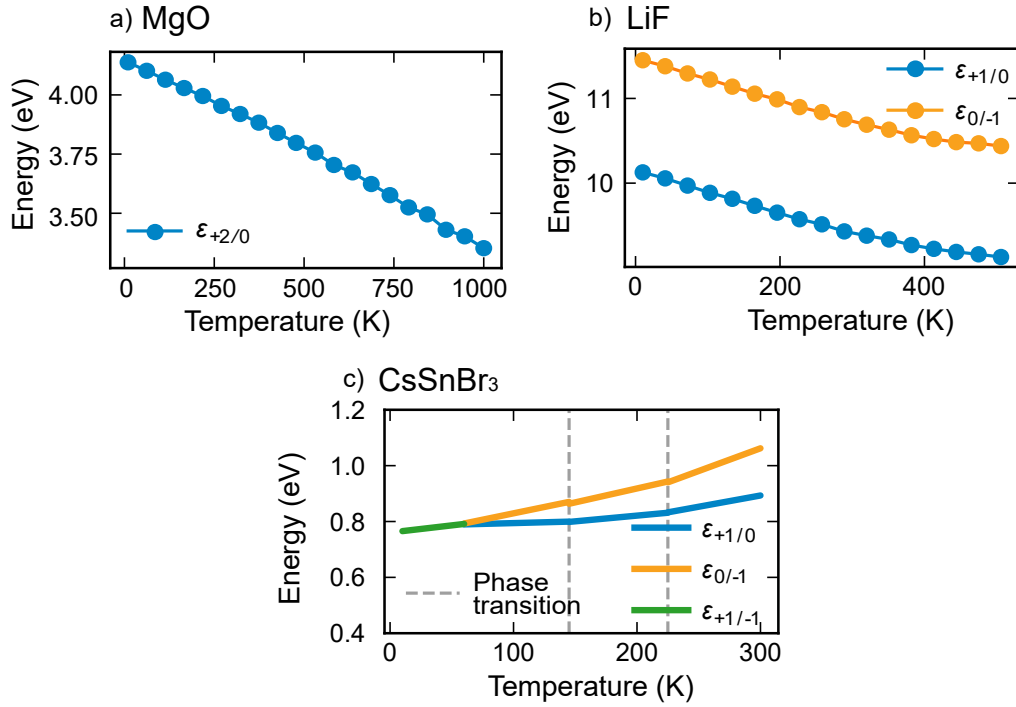 a) MgO
Energy (eV)
4.00
3.75
3.50
ε+2/0
0 250 500 750 1000
Temperature (K)
b) LiF
Energy (eV)
11
10
ε+1/0
ε0/-1
0 200 400
Temperature (K)
c) CsSnBr₃
Energy (eV)
1.2
1.0
0.8
0.6
0.4
Phase
transition
ε+1/0
ε0/-1
ε+1/-1
0 100 200 300
Temperature (K)